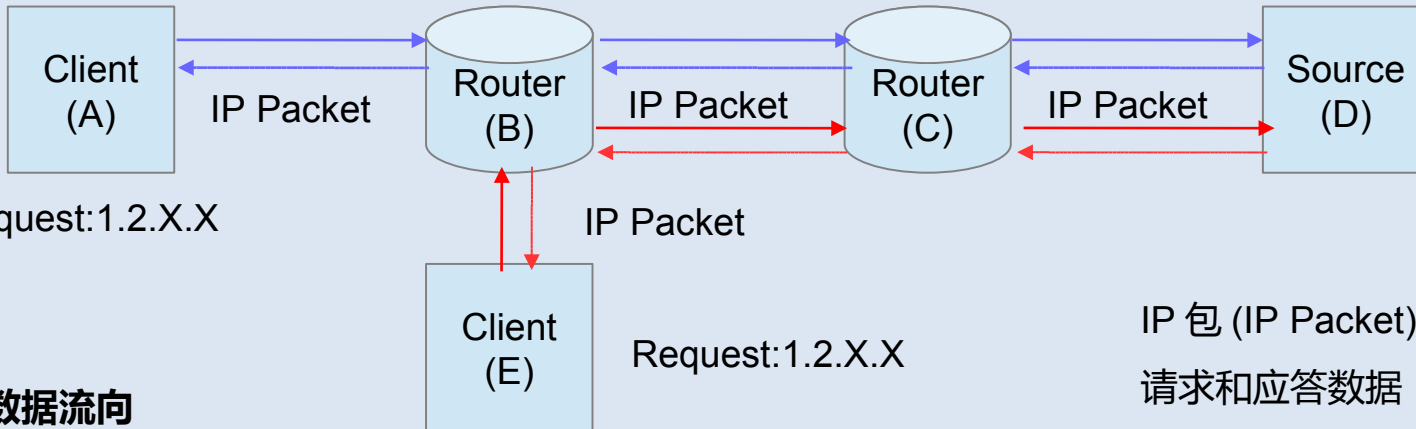 Client
(A)
IP Packet
Router
(B)
IP Packet
Router
(C)
IP Packet
Source
(D)
quest:1.2.X.X
IP Packet
Client
(E)
Request:1.2.X.X
IP 包 (IP Packet)
请求和应答数据
数据流向